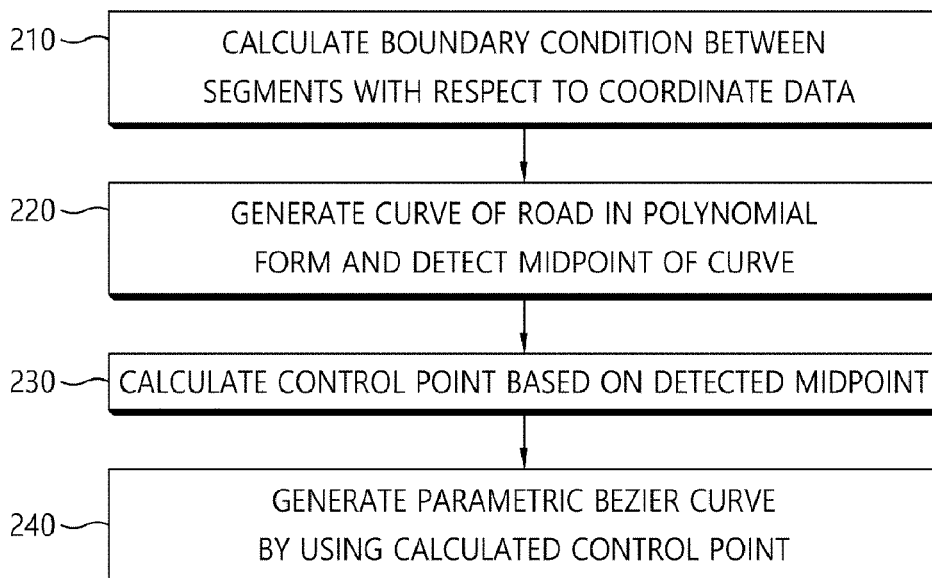 210
CALCULATE BOUNDARY CONDITION BETWEEN
SEGMENTS WITH RESPECT TO COORDINATE DATA
220
GENERATE CURVE OF ROAD IN POLYNOMIAL
FORM AND DETECT MIDPOINT OF CURVE
230
CALCULATE CONTROL POINT BASED ON DETECTED MIDPOINT
240
GENERATE PARAMETRIC BEZIER CURVE
BY USING CALCULATED CONTROL POINT